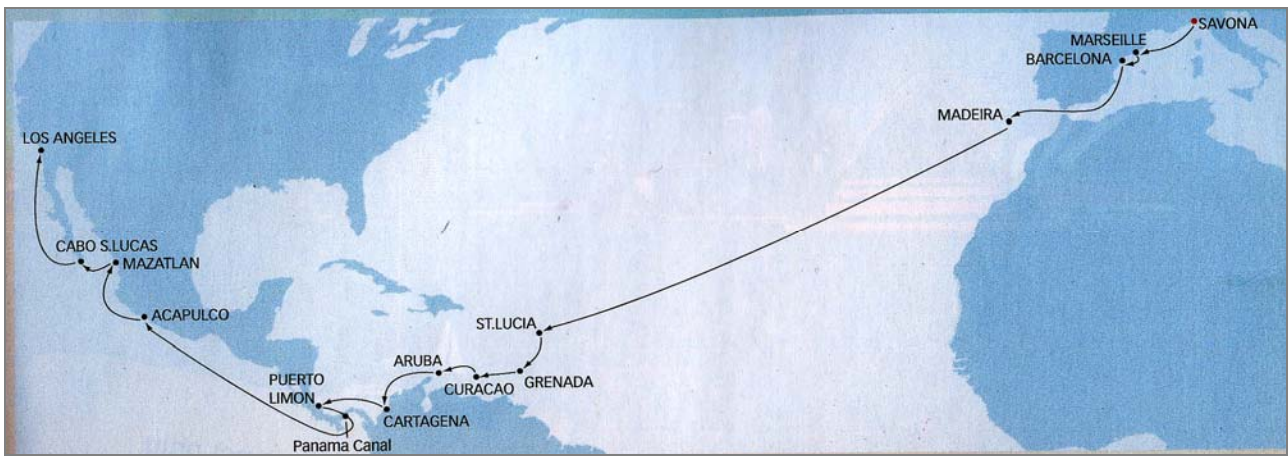 SAVONA
MARSEILLE
BARCELONA
MADEIRA
LOS ANGELES
CABO S.LUCAS
MAZATLAN
ACAPULCO
ST.LUCIA
ARUBA
CURACAO
GRENADA
PUERTO
LIMON
CARTAGENA
Panama Canal